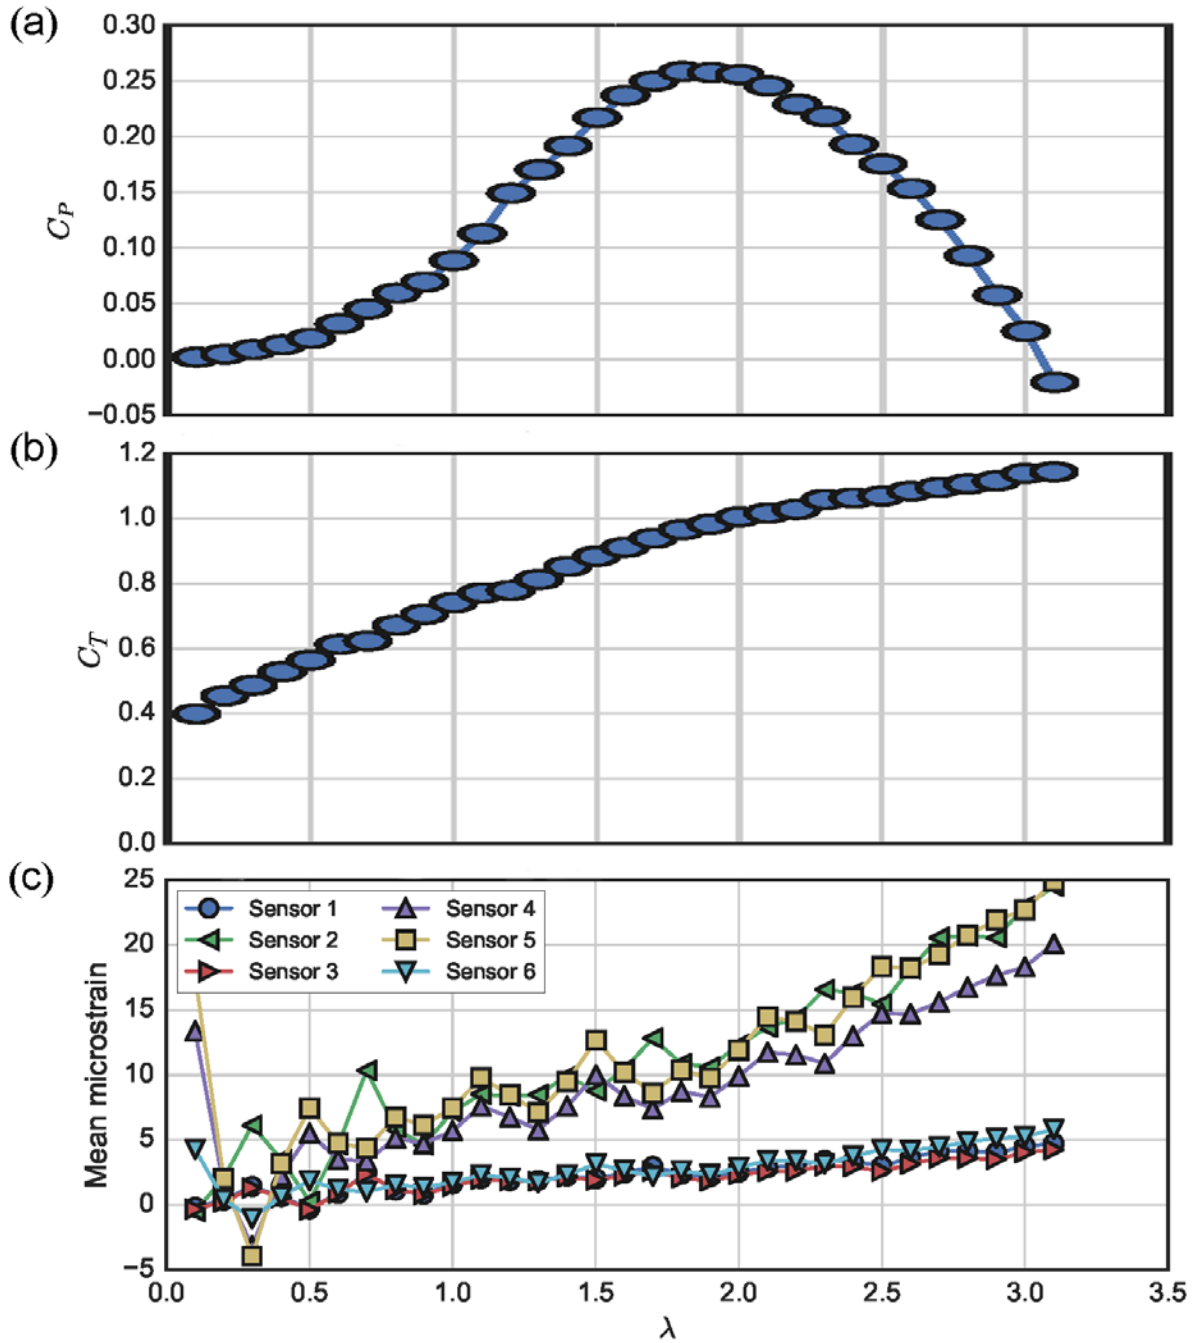 (a)
0.30
0.25
0.20
0.15
0.10
0.05
0.00
−0.05
C_P
(b)
1.2
1.0
0.8
0.6
0.4
0.2
0.0
C_T
(c)
25
20
15
10
5
0
−5
Mean microstrain
Sensor 1 Sensor 4
Sensor 2 Sensor 5
Sensor 3 Sensor 6
0.0 0.5 1.0 1.5 2.0 2.5 3.0 3.5
λ